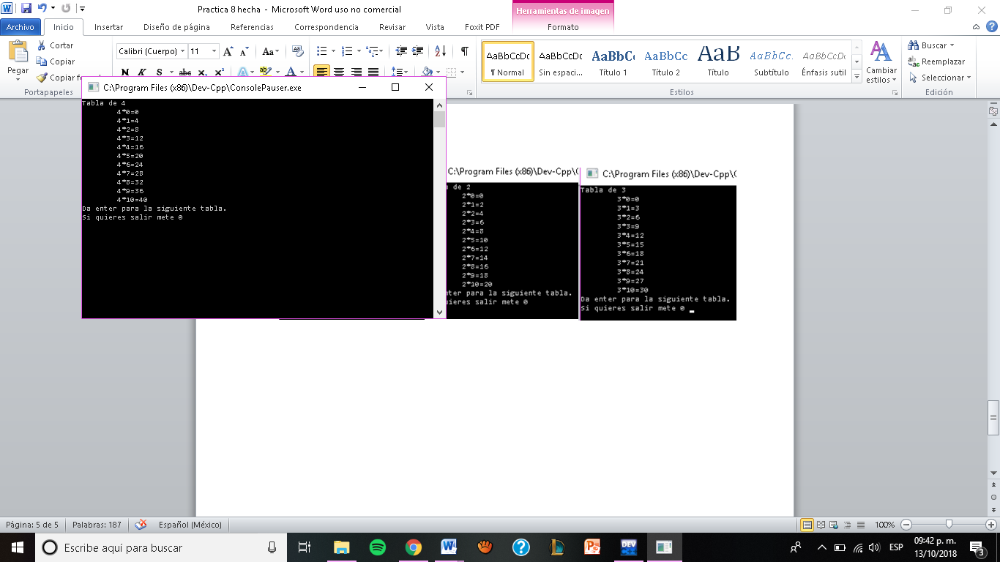 Practica 8 hecha - Microsoft Word uso no comercial
Herramientas de imagen
Archivo Inicio Insertar Diseño de página Referencias Correspondencia Revisar Vista Foxit PDF Formato
Pegar
Cortar
Copiar
Copiar
Portapapeles
Calibri (Cuerpo) 11
AaBbCcDc AaBbCcDc AaBbC AaBbCc AaB AaBbCc. AaBbCcDc
¶ Normal Sin espaci... Título 1 Título 2 Título Subtítulo Énfasis sutil
Cambiar
estilos
Estilos
Buscar
Reemplazar
Seleccionar
Edición
C:\Program Files (x86)\Dev-Cpp\ConsolePauser.exe
Tabla de 4
4*0=0
4*1=4
4*2=8
4*3=12
4*4=16
4*5=20
4*6=24
4*7=28
4*8=32
4*9=36
4*10=40
Da enter para la siguiente tabla.
Si quieres salir mete 0
C:\Program Files (x86)\Dev-Cpp\
de 2
2*0=0
2*1=2
2*2=4
2*3=6
2*4=8
2*5=10
2*6=12
2*7=14
2*8=16
2*9=18
2*10=20
para la siguiente tabla.
salir mete 0
C:\Program Files (x86)\Dev-Cpp\
Tabla de 3
3*0=0
3*1=3
3*2=6
3*3=9
3*4=12
3*5=15
3*6=18
3*7=21
3*8=24
3*9=27
3*10=30
Da enter para la siguiente tabla.
Si quieres salir mete 0
Página: 5 de 5 Palabras: 187 Español (México) 100%
Escribe aquí para buscar
ESP
09:42 p. m.
13/10/2018
3